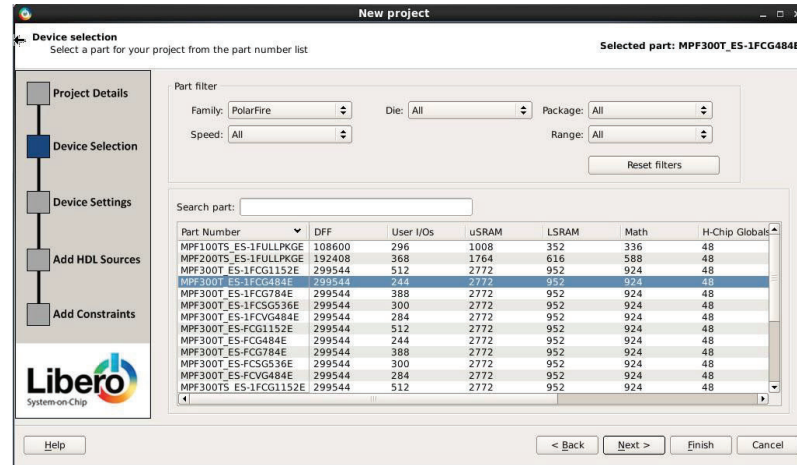 New project
Device selection
Select a part for your project from the part number list
Selected part: MPF300T_ES-1FCG484E
Project Details
Device Selection
Device Settings
Add HDL Sources
Add Constraints
Libero
System-on-Chip
Part filter
Family: PolarFire Die: All Package: All
Speed: All Range: All
Reset filters
Search part:
Part Number DFF User I/Os uSRAM LSRAM Math H-Chip Globals
MPF100TS_ES-1FULLPKGE 108600 296 1008 352 336 48
MPF200TS_ES-1FULLPKGE 192408 368 1764 616 588 48
MPF300T_ES-1FCG1152E 299544 512 2772 952 924 48
MPF300T_ES-1FCG484E 299544 244 2772 952 924 48
MPF300T_ES-1FCG784E 299544 388 2772 952 924 48
MPF300T_ES-1FCSG536E 299544 300 2772 952 924 48
MPF300T_ES-1FCVG484E 299544 284 2772 952 924 48
MPF300T_ES-FCG1152E 299544 512 2772 952 924 48
MPF300T_ES-FCG484E 299544 244 2772 952 924 48
MPF300T_ES-FCG784E 299544 388 2772 952 924 48
MPF300T_ES-FCSG536E 299544 300 2772 952 924 48
MPF300T_ES-FCVG484E 299544 284 2772 952 924 48
MPF300TS_ES-1FCG1152E 299544 512 2772 952 924 48
Help < Back Next > Finish Cancel